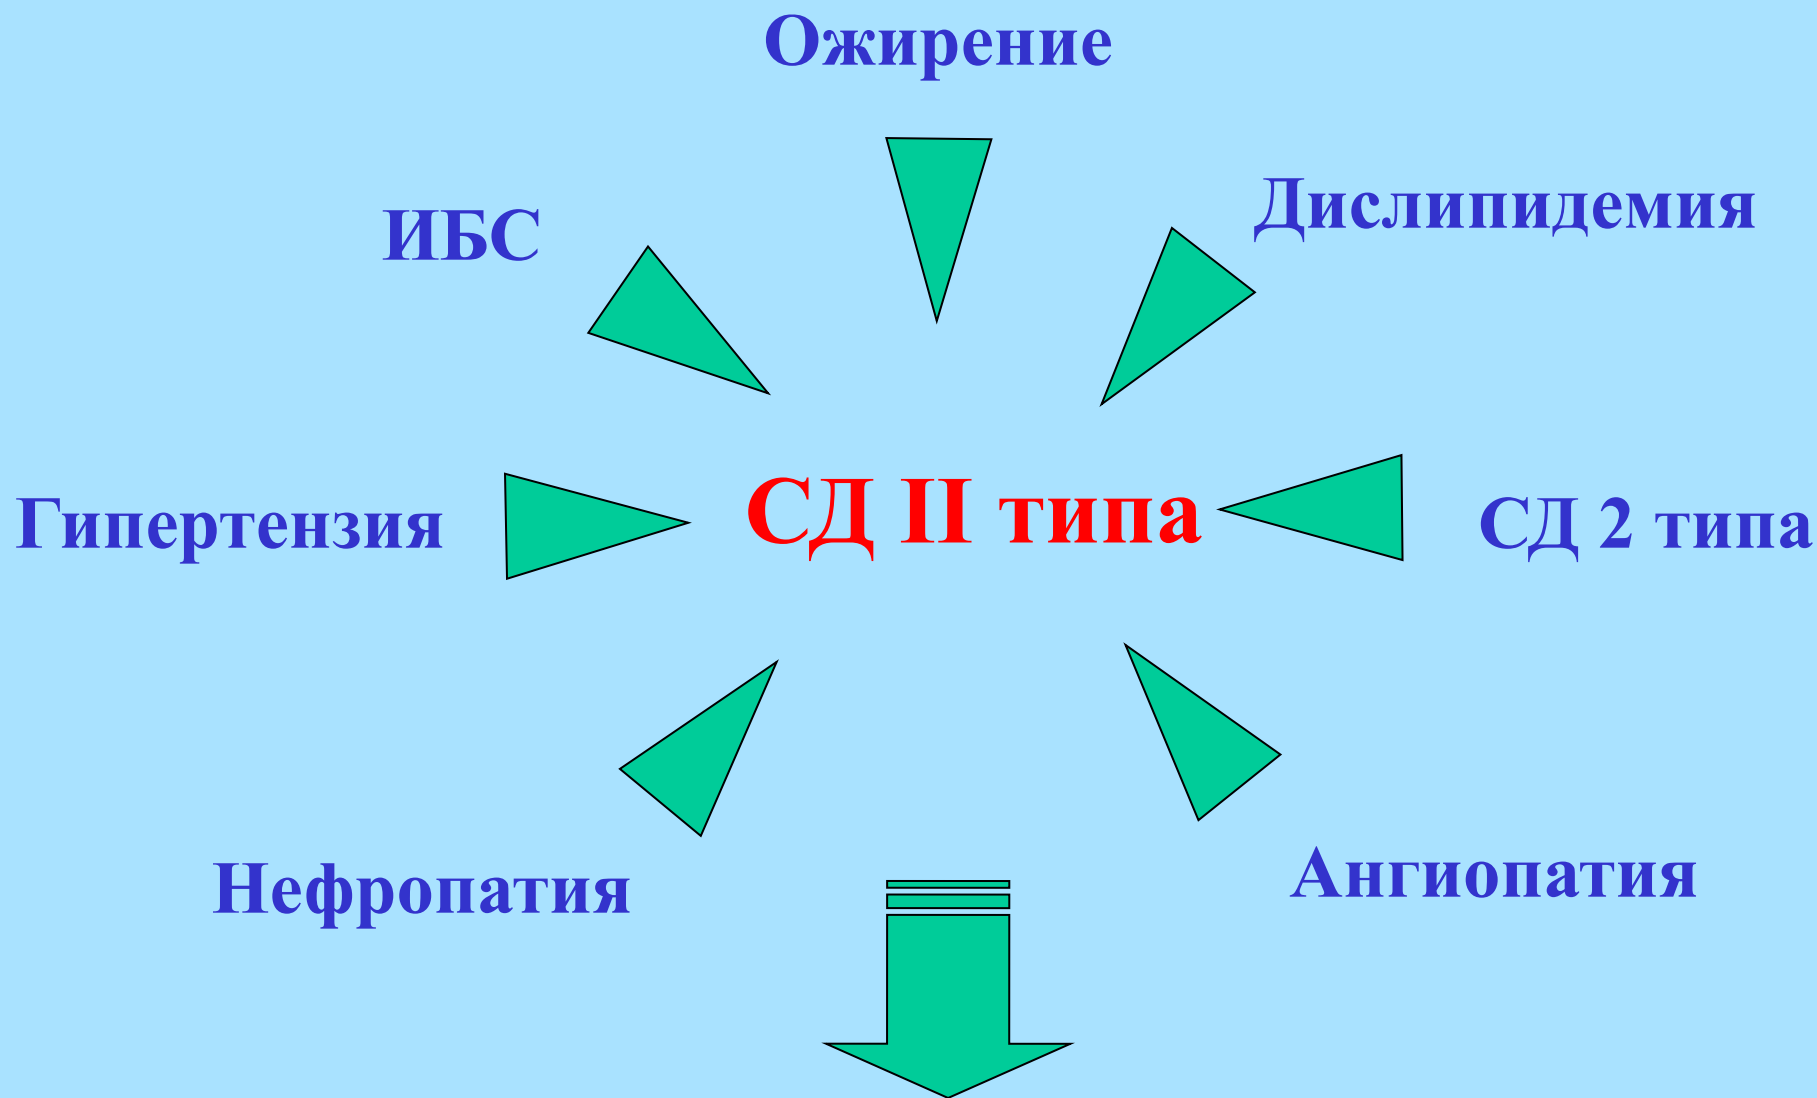 Ожирение
Дислипидемия
ИБС
СД II типа
Гипертензия
СД 2 типа
Нефропатия
Ангиопатия